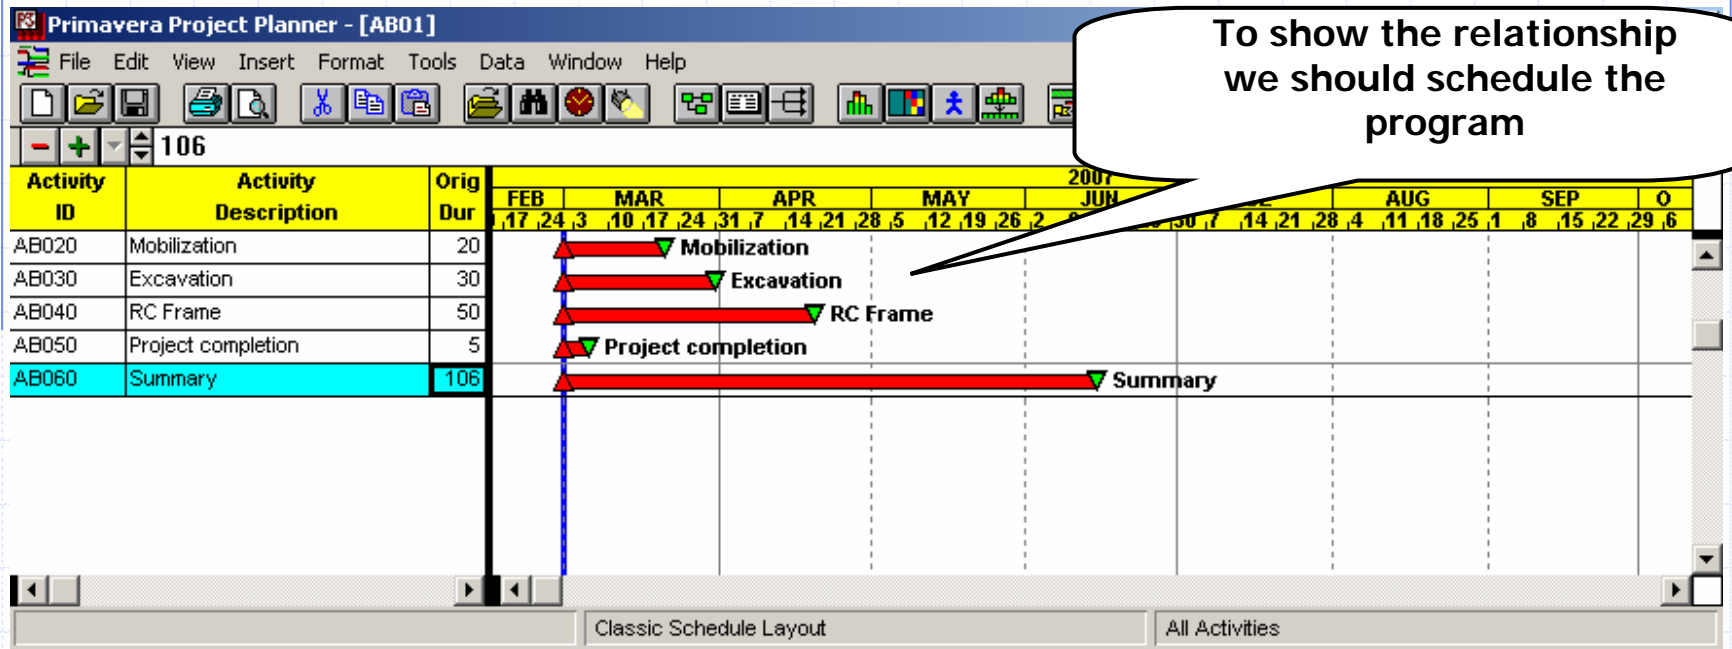 Primavera Project Planner - [AB01]
To show the relationship
we should schedule the
program
File Edit View Insert Format Tools Data Window Help
106
Activity ID Activity Description Orig Dur
2007
FEB MAR APR MAY JUN AUG SEP O
17 24 3 10 17 24 31 7 14 21 28 5 12 19 26 2 30 7 14 21 28 4 11 18 25 1 8 15 22 29 6
AB020 Mobilization 20 Mobilization
AB030 Excavation 30 Excavation
AB040 RC Frame 50 RC Frame
AB050 Project completion 5 Project completion
AB060 Summary 106 Summary
Classic Schedule Layout All Activities